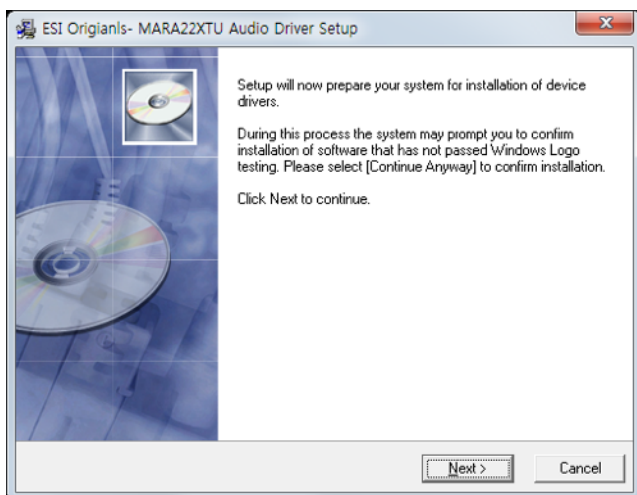 ESI Origianls- MARA22XTU Audio Driver Setup
Setup will now prepare your system for installation of device
drivers.
During this process the system may prompt you to confirm
installation of software that has not passed Windows Logo
testing. Please select [Continue Anyway] to confirm installation.
Click Next to continue.
Next >
Cancel